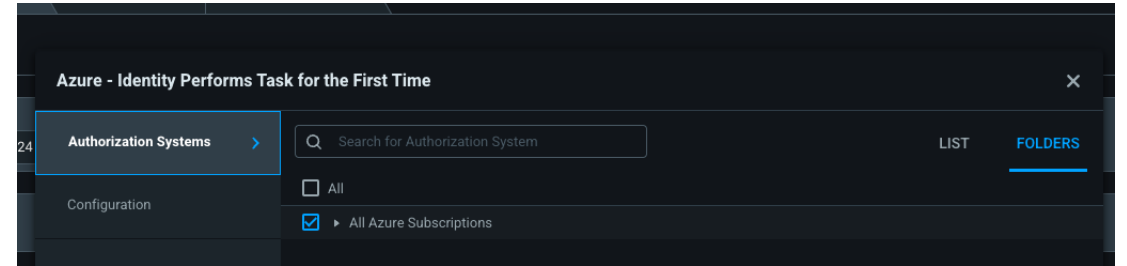 Azure - Identity Performs Task for the First Time
24
Authorization Systems
Search for Authorization System
LIST
FOLDERS
All
Configuration
All Azure Subscriptions